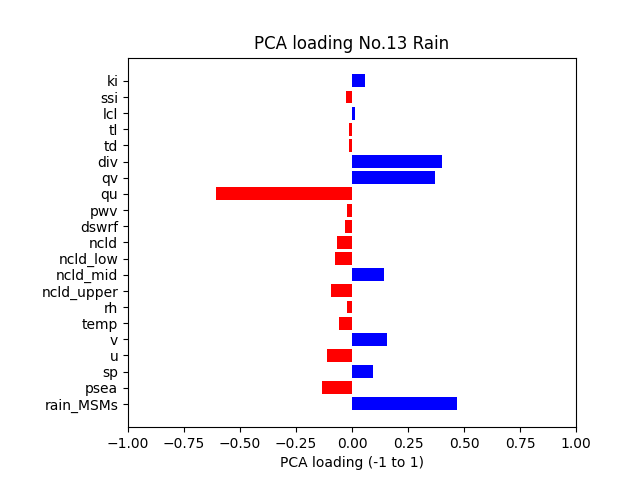 PCA loading No.13 Rain
ki
ssi
lcl
tl
td
div
qv
qu
pwv
dswrf
ncld
ncld_low
ncld_mid
ncld_upper
rh
temp
v
u
sp
psea
rain_MSMs
−1.00 −0.75 −0.50 −0.25 0.00 0.25 0.50 0.75 1.00
PCA loading (-1 to 1)